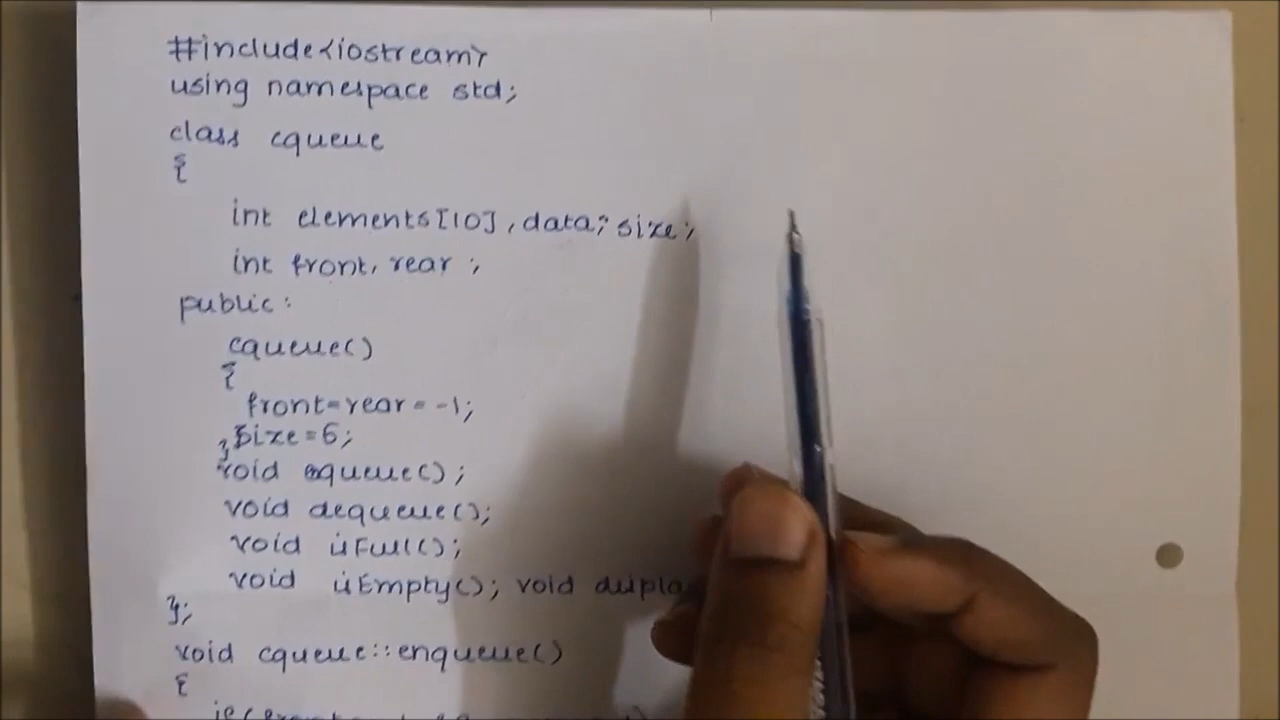 #include<iostream>
using namespace std;
class cqueue
{
int elements[10], data; size;
int front, rear ;
public:
cqueue()
{
front=rear = -1;
size=6;
}
void enqueue();
void dequeue();
void isFull();
void isEmpty(); void
};
void cqueue::enqueue()
{